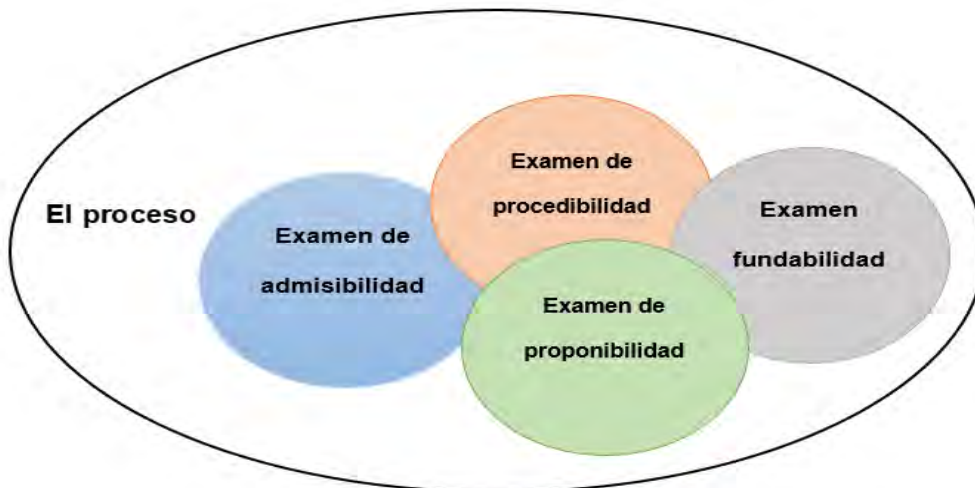 El proceso
Examen de
admisibilidad
Examen de
procedibilidad
Examen de
proponibilidad
Examen
fundabilidad